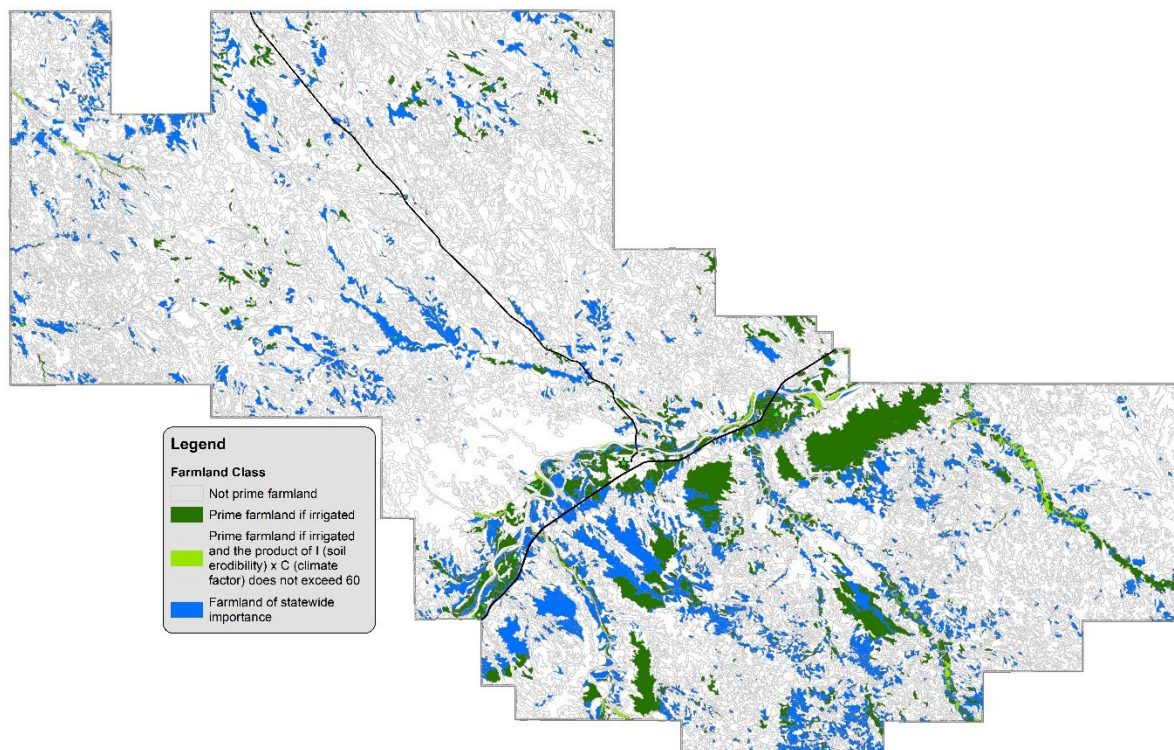 Legend
Farmland Class
Not prime farmland
Prime farmland if irrigated
Prime farmland if irrigated
and the product of I (soil
erodibility) x C (climate
factor) does not exceed 60
Farmland of statewide
importance